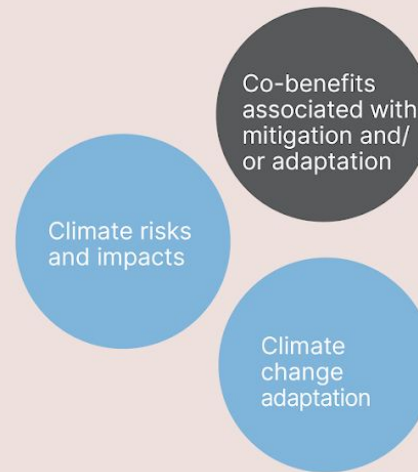 Co-benefits
associated with
mitigation and/
or adaptation
Climate risks
and impacts
Climate
change
adaptation